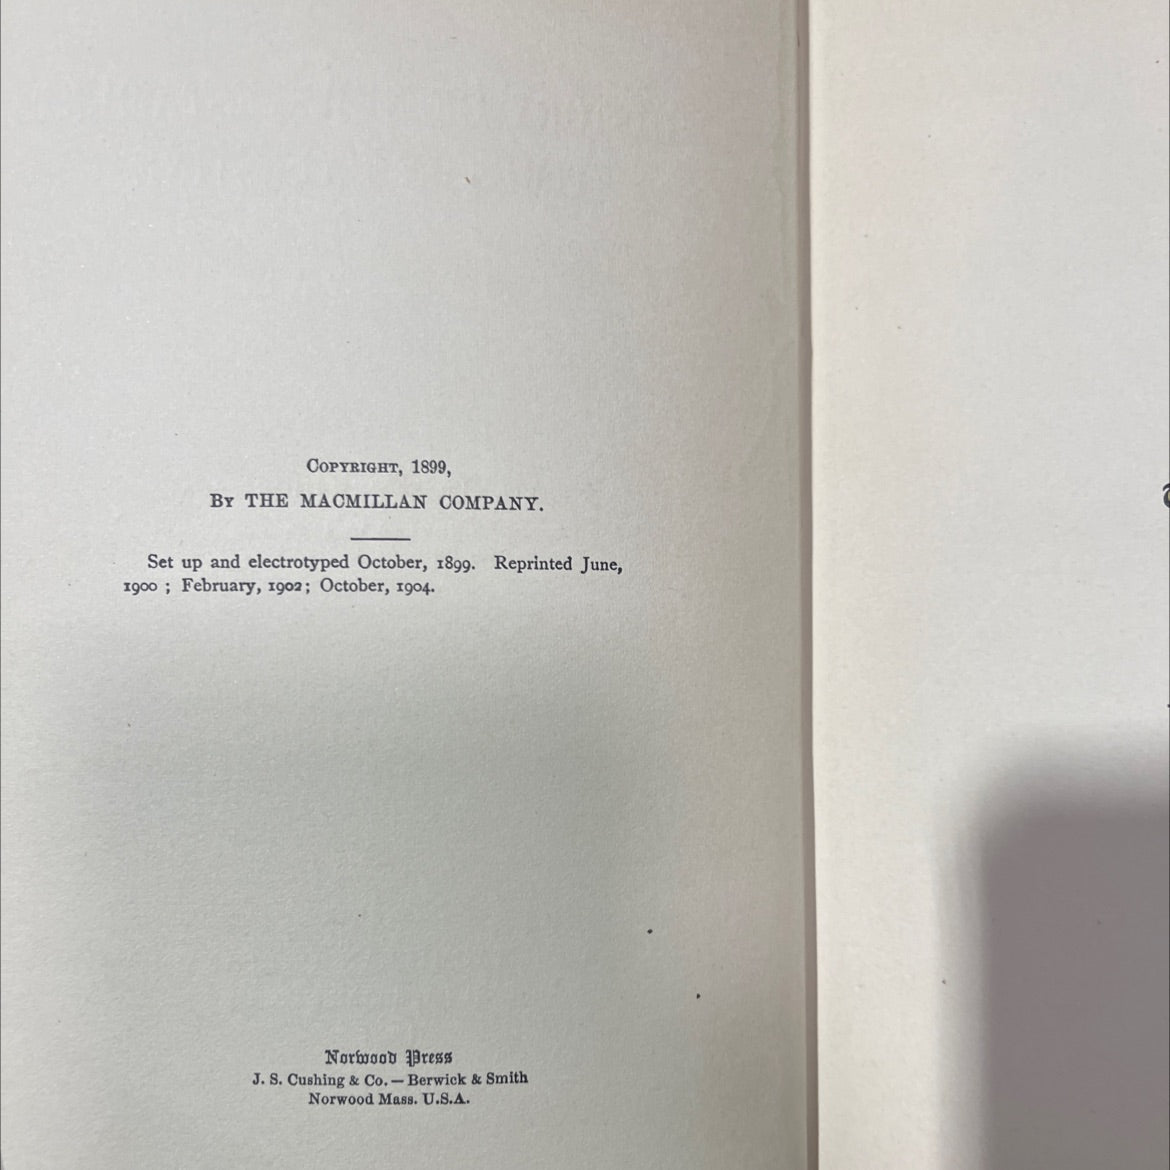 Copyright, 1899,
By THE MACMILLAN COMPANY.
Set up and electrotyped October, 1899. Reprinted June,
1900 ; February, 1902; October, 1904.
Norwood Press
J. S. Cushing & Co. — Berwick & Smith
Norwood Mass. U.S.A.